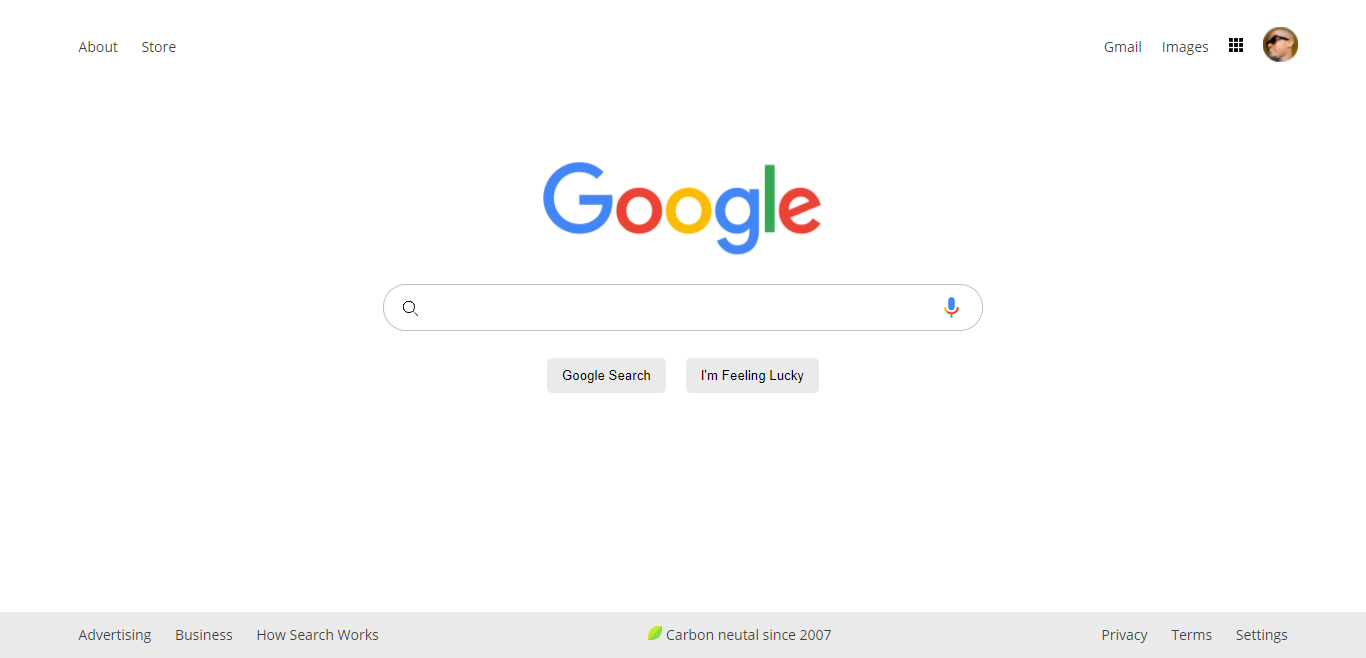 About Store Gmail Images
Google
Google Search I'm Feeling Lucky
Advertising Business How Search Works Carbon neutal since 2007 Privacy Terms Settings